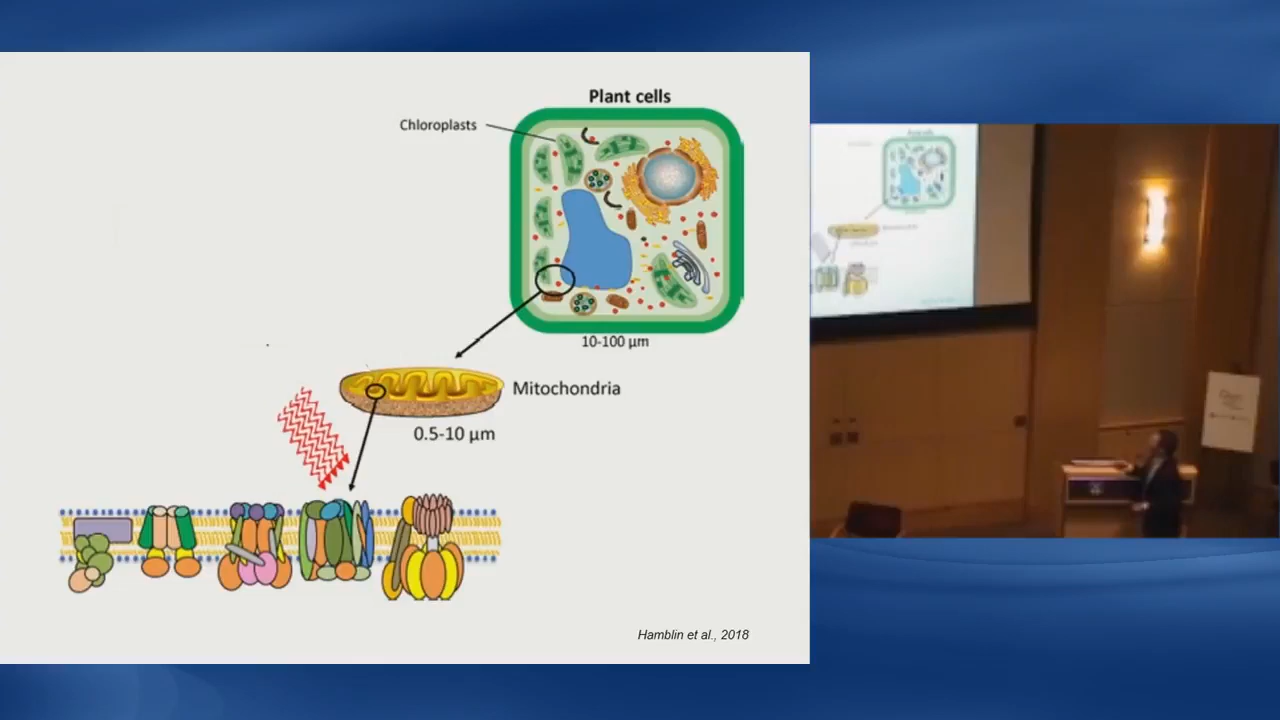 Plant cells
Chloroplasts
10-100 µm
Mitochondria
0.5-10 µm
Hamblin et al., 2018